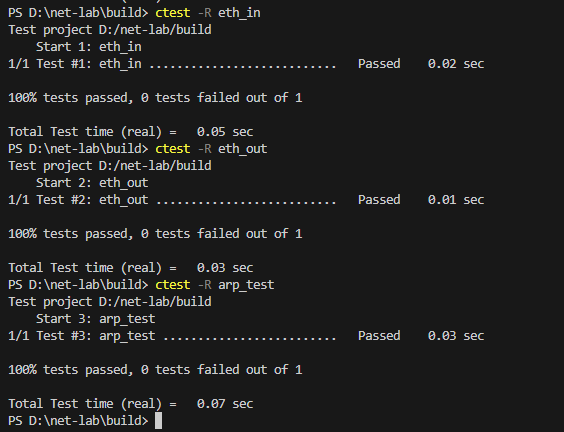 PS D:\net-lab\build> ctest -R eth_in
Test project D:/net-lab/build
    Start 1: eth_in
1/1 Test #1: eth_in ...........................   Passed    0.02 sec

100% tests passed, 0 tests failed out of 1

Total Test time (real) =   0.05 sec
PS D:\net-lab\build> ctest -R eth_out
Test project D:/net-lab/build
    Start 2: eth_out
1/1 Test #2: eth_out ..........................   Passed    0.01 sec

100% tests passed, 0 tests failed out of 1

Total Test time (real) =   0.03 sec
PS D:\net-lab\build> ctest -R arp_test
Test project D:/net-lab/build
    Start 3: arp_test
1/1 Test #3: arp_test .........................   Passed    0.03 sec

100% tests passed, 0 tests failed out of 1

Total Test time (real) =   0.07 sec
PS D:\net-lab\build>